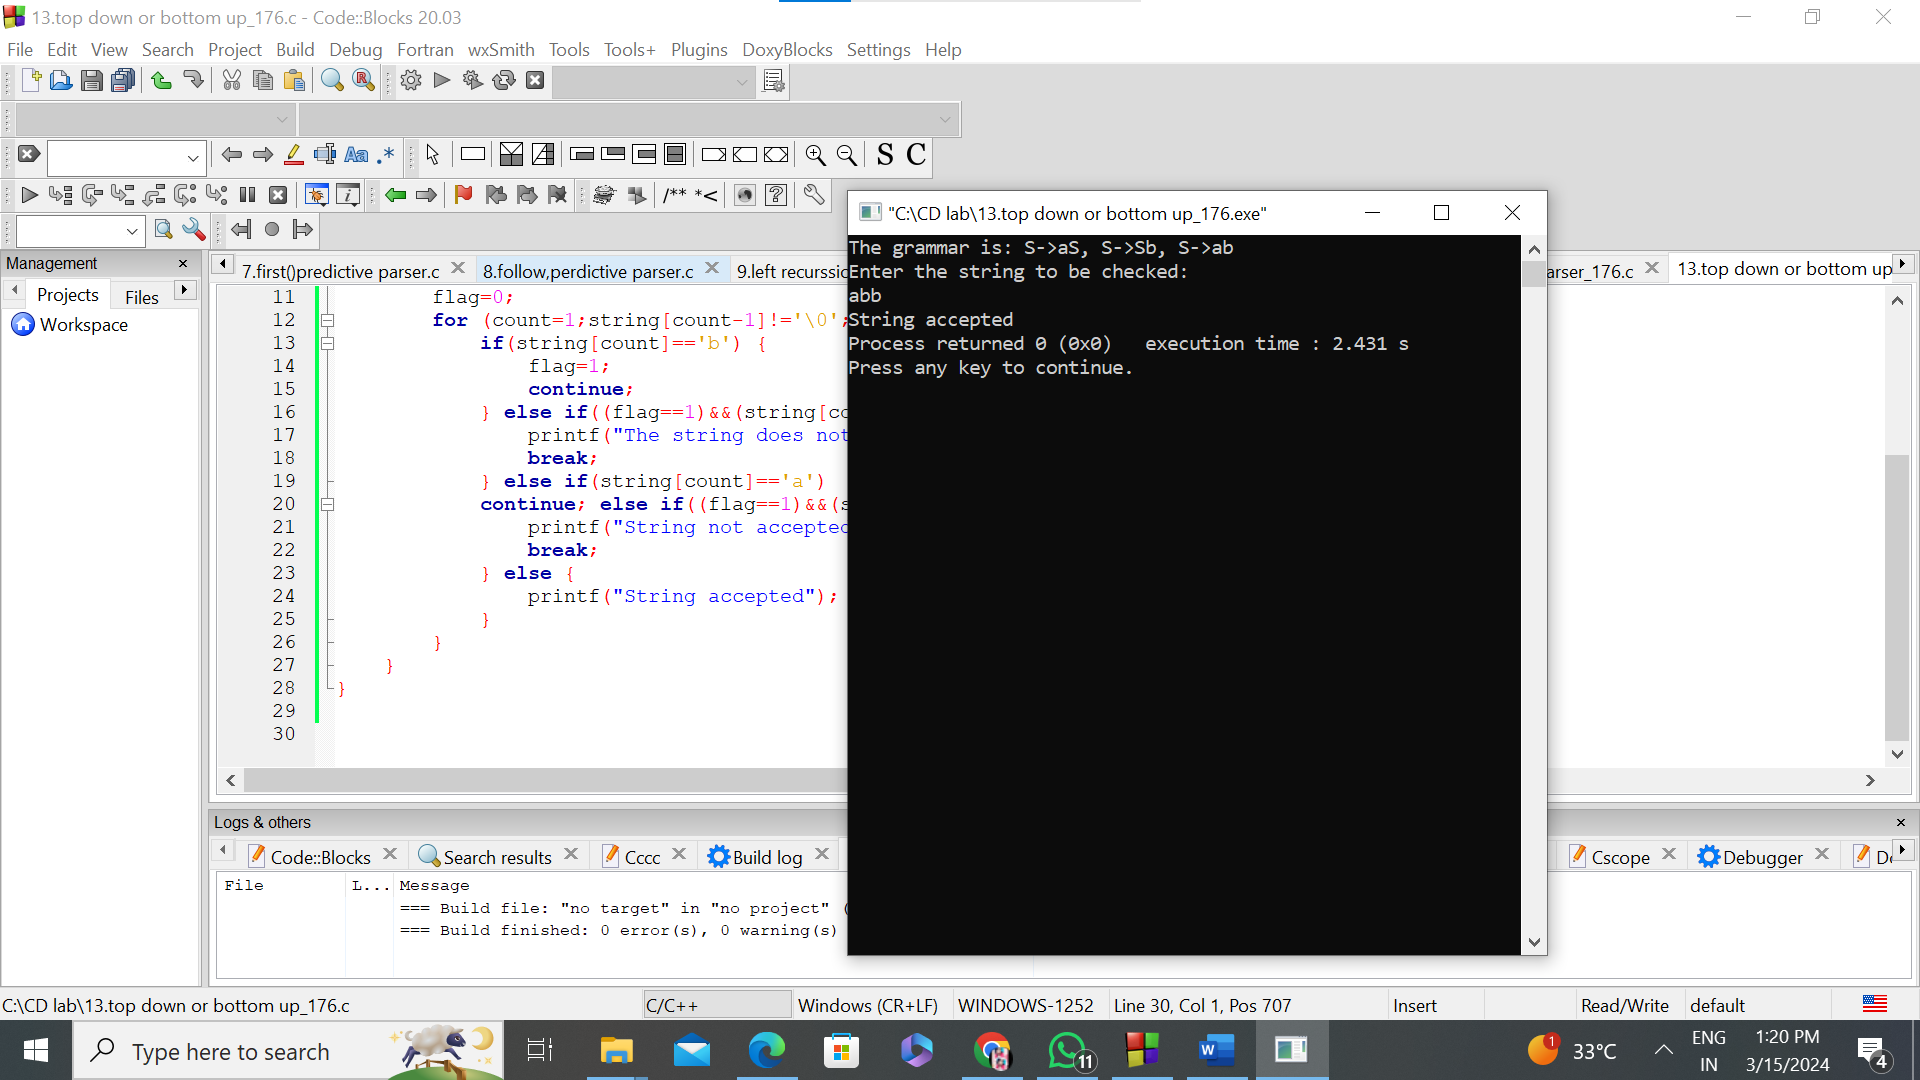 13.top down or bottom up_176.c - Code::Blocks 20.03
File Edit View Search Project Build Debug Fortran wxSmith Tools Tools+ Plugins DoxyBlocks Settings Help
Aa .*
S C
/** *<
Management
Projects Files
Workspace
7.first()predictive parser.c 8.follow,perdictive parser.c 9.left recurssio arser_176.c 13.top down or bottom up
11 flag=0;
12 for (count=1;string[count-1]!='\0';
13 if(string[count]=='b') {
14 flag=1;
15 continue;
16 } else if((flag==1)&&(string[co
17 printf("The string does not
18 break;
19 } else if(string[count]=='a')
20 continue; else if((flag==1)&&(s
21 printf("String not accepted
22 break;
23 } else {
24 printf("String accepted");
25 }
26 }
27 }
28 }
29
30
"C:\CD lab\13.top down or bottom up_176.exe"
The grammar is: S->aS, S->Sb, S->ab
Enter the string to be checked:
abb
String accepted
Process returned 0 (0x0)   execution time : 2.431 s
Press any key to continue.
Logs & others
Code::Blocks Search results Cccc Build log Cscope Debugger
File L... Message
=== Build file: "no target" in "no project" (
=== Build finished: 0 error(s), 0 warning(s)
C:\CD lab\13.top down or bottom up_176.c C/C++ Windows (CR+LF) WINDOWS-1252 Line 30, Col 1, Pos 707 Insert Read/Write default
Type here to search
11
1
33°C
ENG
IN
1:20 PM
3/15/2024
4